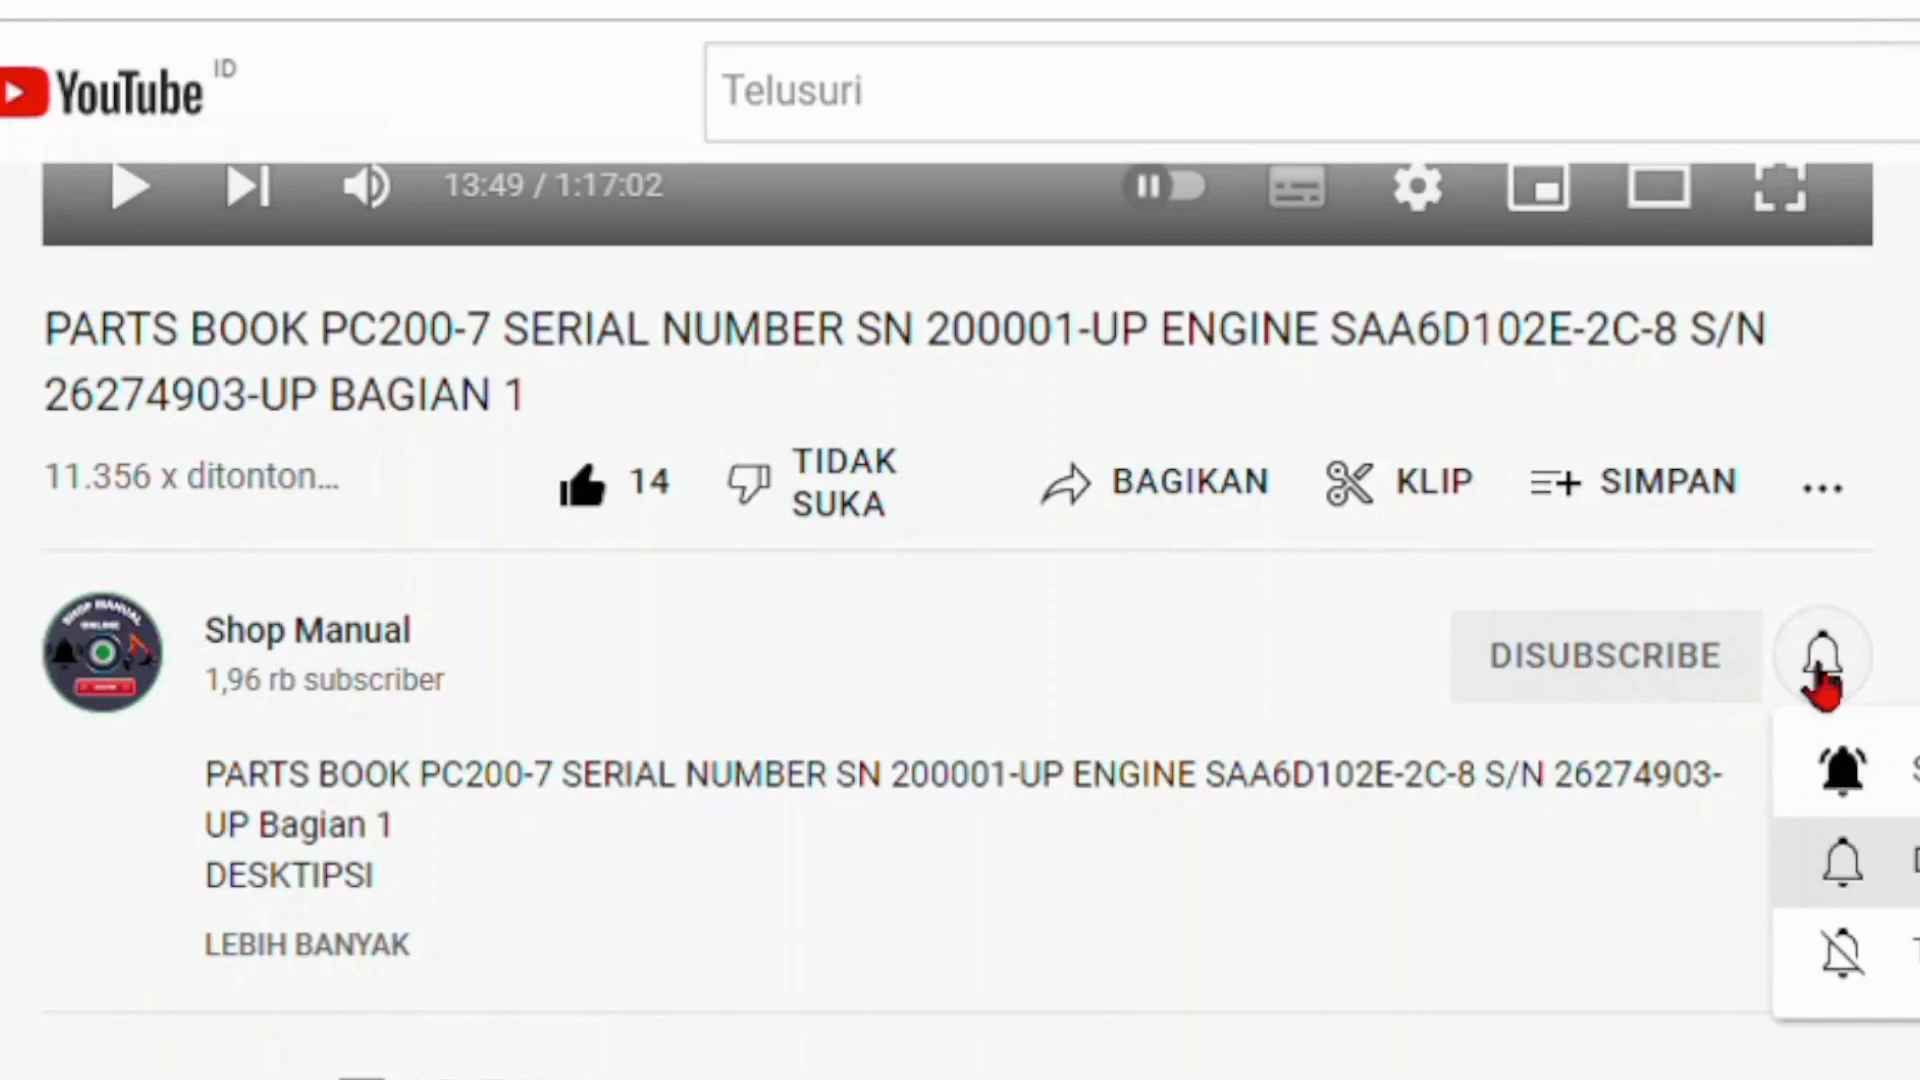 YouTube ID
Telusuri
13:49 / 1:17:02
PARTS BOOK PC200-7 SERIAL NUMBER SN 200001-UP ENGINE SAA6D102E-2C-8 S/N
26274903-UP BAGIAN 1
11.356 x ditonton...
14
TIDAK
SUKA
BAGIKAN
KLIP
SIMPAN
SHOP MANUAL
ONLINE
Shop Manual
1,96 rb subscriber
DISUBSCRIBE
PARTS BOOK PC200-7 SERIAL NUMBER SN 200001-UP ENGINE SAA6D102E-2C-8 S/N 26274903-
UP Bagian 1
DESKTIPSI
LEBIH BANYAK